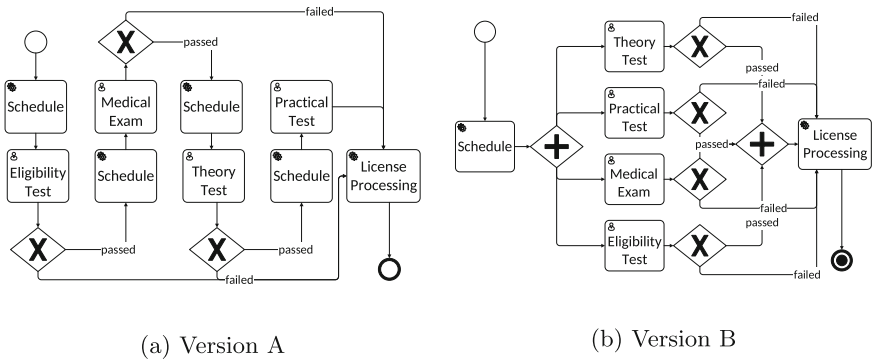 failed
passed
Schedule
Medical
Exam
Schedule
Practical
Test
Eligibility
Test
Schedule
Theory
Test
Schedule
License
Processing
passed
passed
failed
(a) Version A
failed
Theory
Test
passed
failed
Practical
Test
Schedule
License
Processing
passed
Medical
Exam
failed
passed
Eligibility
Test
failed
(b) Version B